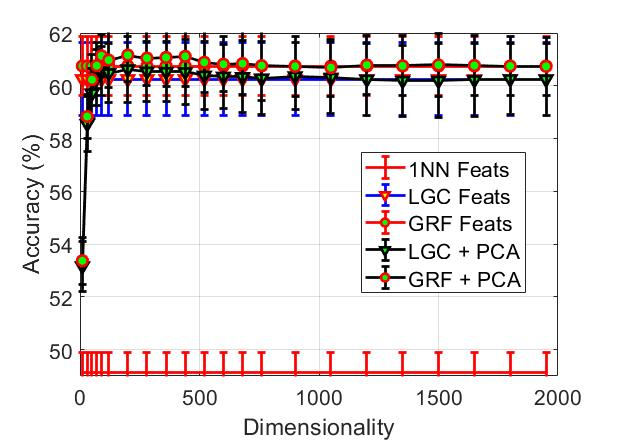 62
60
58
56
54
52
50
Accuracy (%)
1NN Feats
LGC Feats
GRF Feats
LGC + PCA
GRF + PCA
0
500
1000
1500
2000
Dimensionality